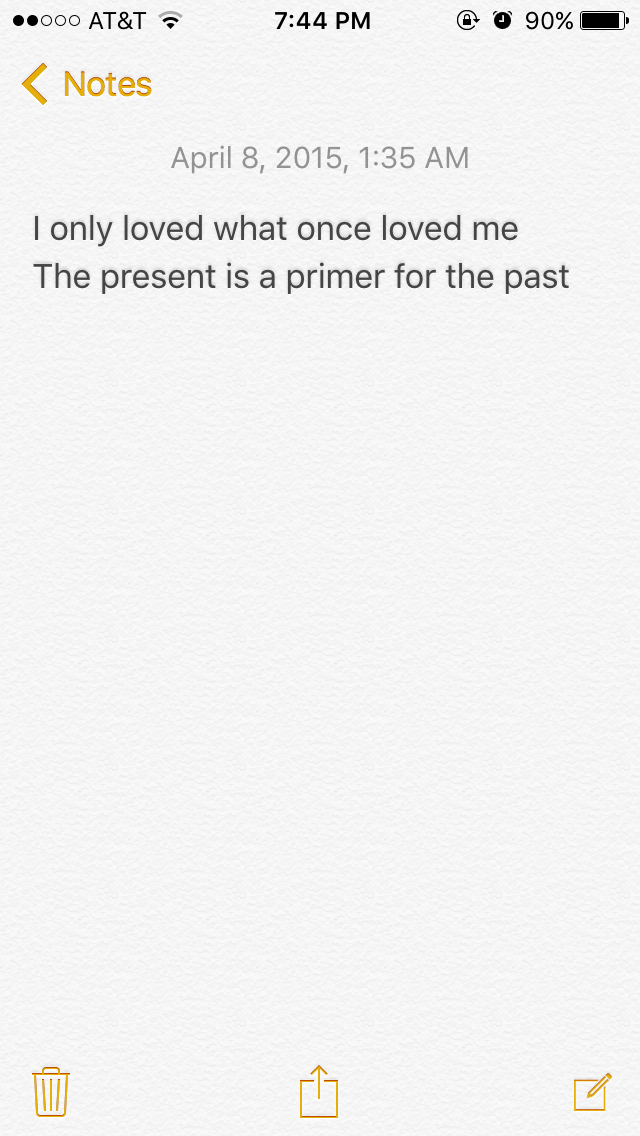 AT&T 7:44 PM 90%
Notes
April 8, 2015, 1:35 AM
I only loved what once loved me
The present is a primer for the past